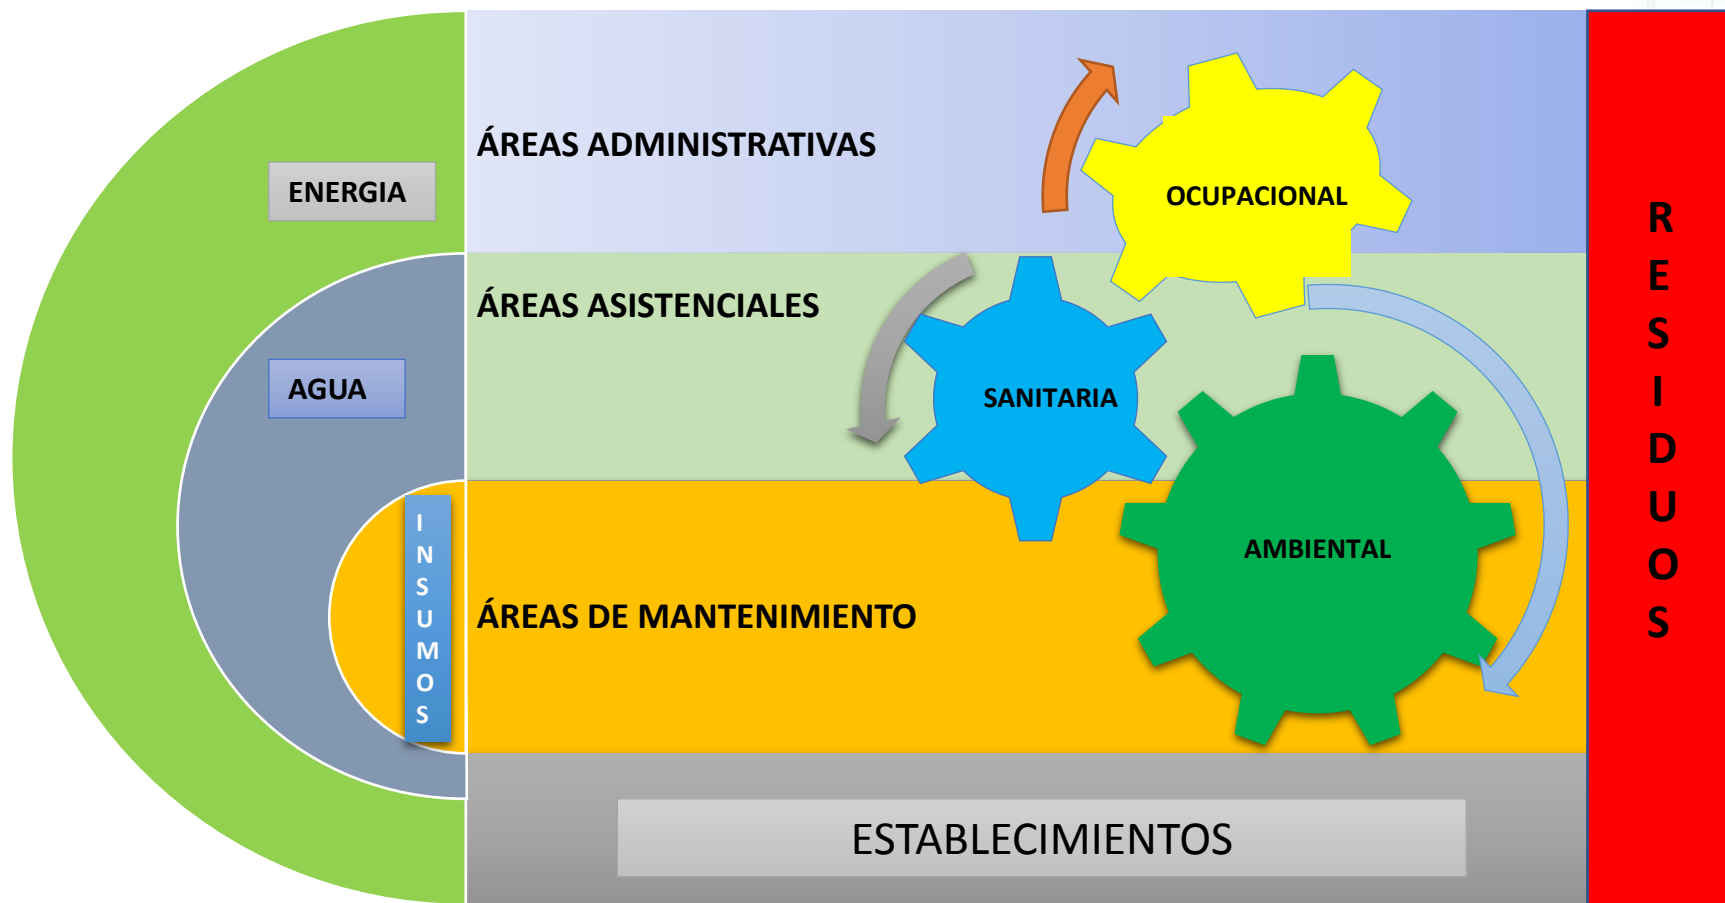 ENERGIA
AGUA
INSUMOS
ÁREAS ADMINISTRATIVAS
ÁREAS ASISTENCIALES
ÁREAS DE MANTENIMIENTO
OCUPACIONAL
SANITARIA
AMBIENTAL
ESTABLECIMIENTOS
RESIDUOS